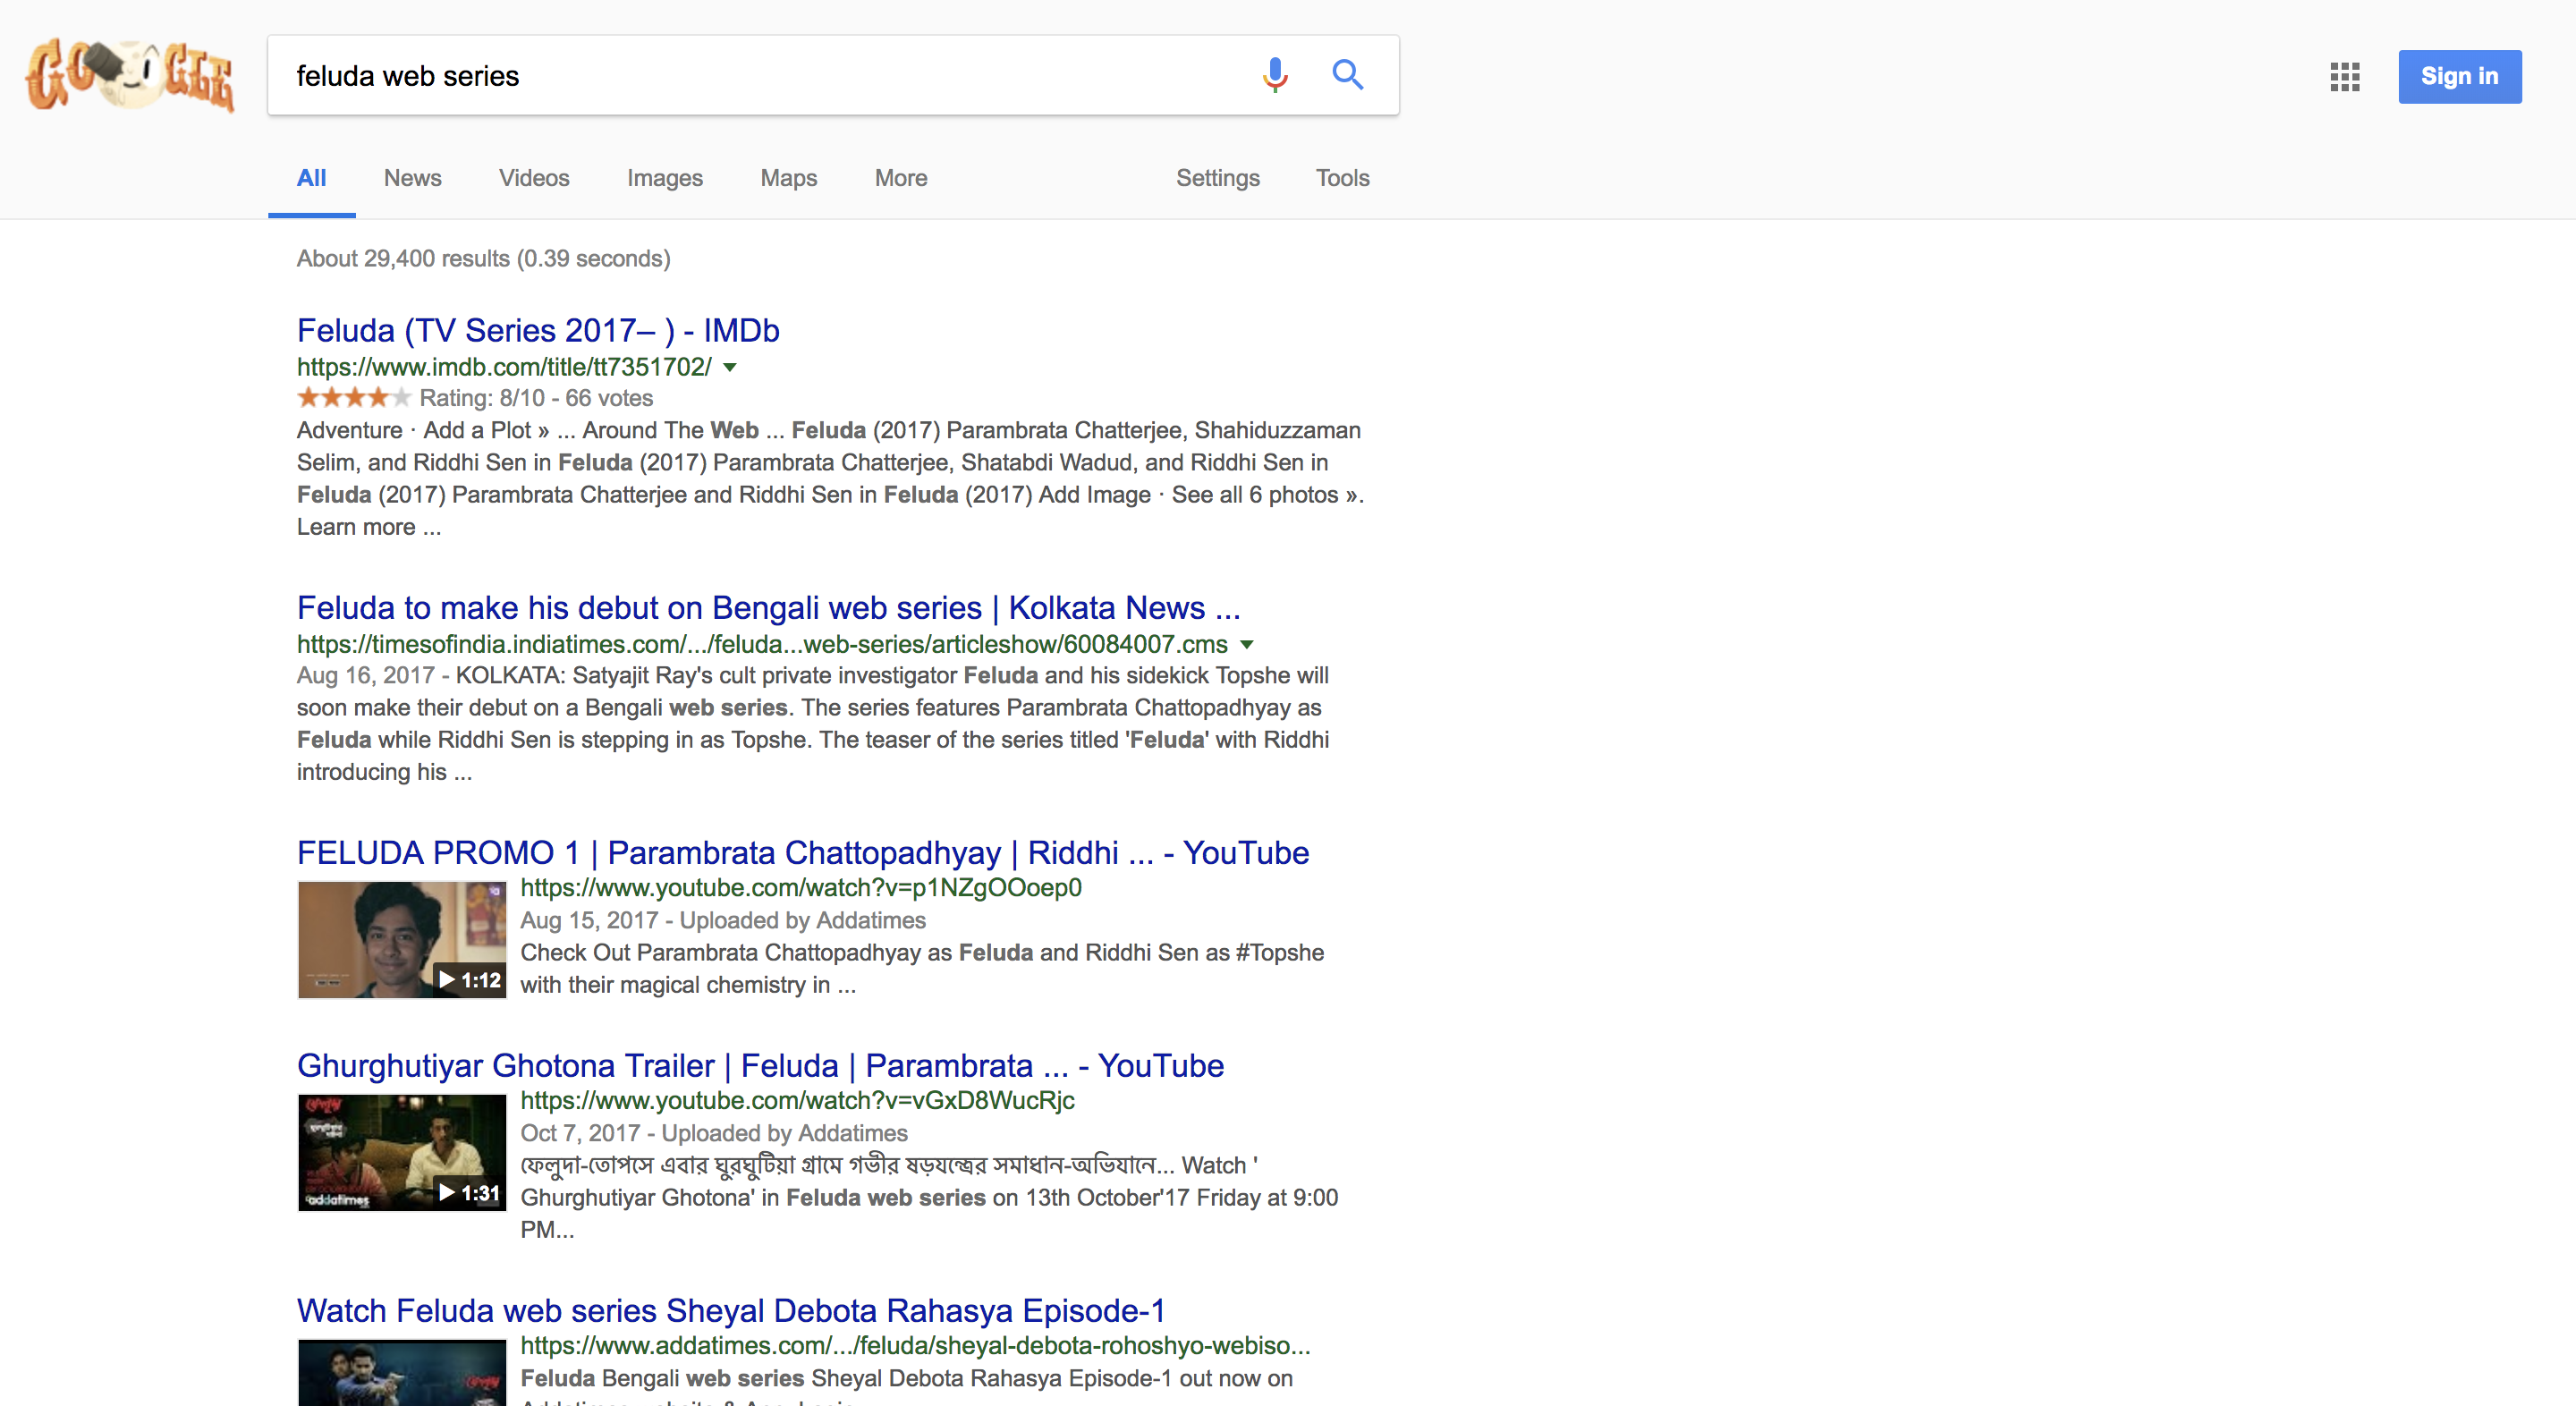 GOOGLE
feluda web series
Sign in
All News Videos Images Maps More Settings Tools
About 29,400 results (0.39 seconds)
Feluda (TV Series 2017– ) - IMDb
https://www.imdb.com/title/tt7351702/
Rating: 8/10 - 66 votes
Adventure · Add a Plot » ... Around The Web ... Feluda (2017) Parambrata Chatterjee, Shahiduzzaman
Selim, and Riddhi Sen in Feluda (2017) Parambrata Chatterjee, Shatabdi Wadud, and Riddhi Sen in
Feluda (2017) Parambrata Chatterjee and Riddhi Sen in Feluda (2017) Add Image · See all 6 photos ».
Learn more ...
Feluda to make his debut on Bengali web series | Kolkata News ...
https://timesofindia.indiatimes.com/.../feluda...web-series/articleshow/60084007.cms
Aug 16, 2017 - KOLKATA: Satyajit Ray's cult private investigator Feluda and his sidekick Topshe will
soon make their debut on a Bengali web series. The series features Parambrata Chattopadhyay as
Feluda while Riddhi Sen is stepping in as Topshe. The teaser of the series titled 'Feluda' with Riddhi
introducing his ...
FELUDA PROMO 1 | Parambrata Chattopadhyay | Riddhi ... - YouTube
https://www.youtube.com/watch?v=p1NZgOOoep0
Aug 15, 2017 - Uploaded by Addatimes
Check Out Parambrata Chattopadhyay as Feluda and Riddhi Sen as #Topshe
with their magical chemistry in ...
1:12
Ghurghutiyar Ghotona Trailer | Feluda | Parambrata ... - YouTube
https://www.youtube.com/watch?v=vGxD8WucRjc
Oct 7, 2017 - Uploaded by Addatimes
ফেলুদা-তোপসে এবার ঘুরঘুটিয়া গ্রামে গভীর ষড়যন্ত্রের সমাধান-অভিযানে... Watch '
Ghurghutiyar Ghotona' in Feluda web series on 13th October'17 Friday at 9:00
PM...
ফেলুদা
addatimes
1:31
Watch Feluda web series Sheyal Debota Rahasya Episode-1
https://www.addatimes.com/.../feluda/sheyal-debota-rohoshyo-webiso...
Feluda Bengali web series Sheyal Debota Rahasya Episode-1 out now on
ফেলুদা